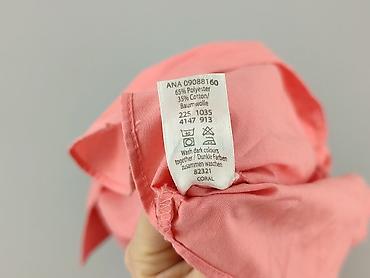 ANA 09088160
65% Polyester
35% Cotton/
Baumwolle
225 1035
4147 913
Wash dark colours
together / Dunkle Farben
zusammen waschen
82321
CORAL